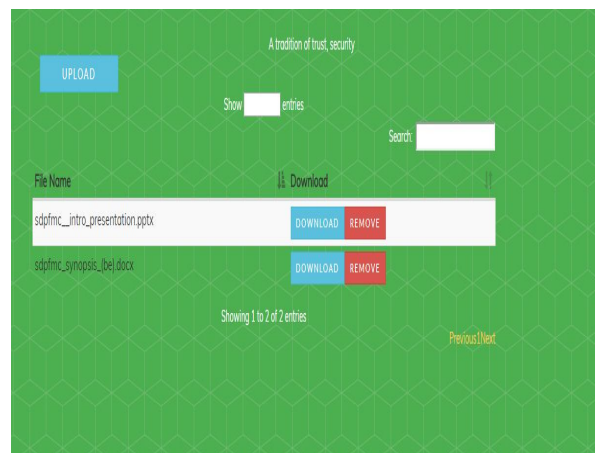 A tradition of trust, security
UPLOAD
Show entries
Search:
File Name Download
sdpfmc__intro_presentation.pptx DOWNLOAD REMOVE
sdpfmc_synopsis_(be).docx DOWNLOAD REMOVE
Showing 1 to 2 of 2 entries
Previous1Next